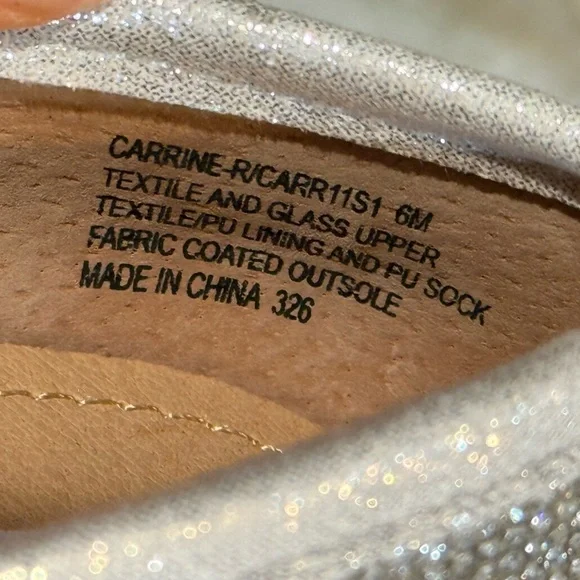 CARRINE-R/CARR11S1 6M
TEXTILE AND GLASS UPPER
TEXTILE/PU LINING AND PU SOCK
FABRIC COATED OUTSOLE
MADE IN CHINA 326